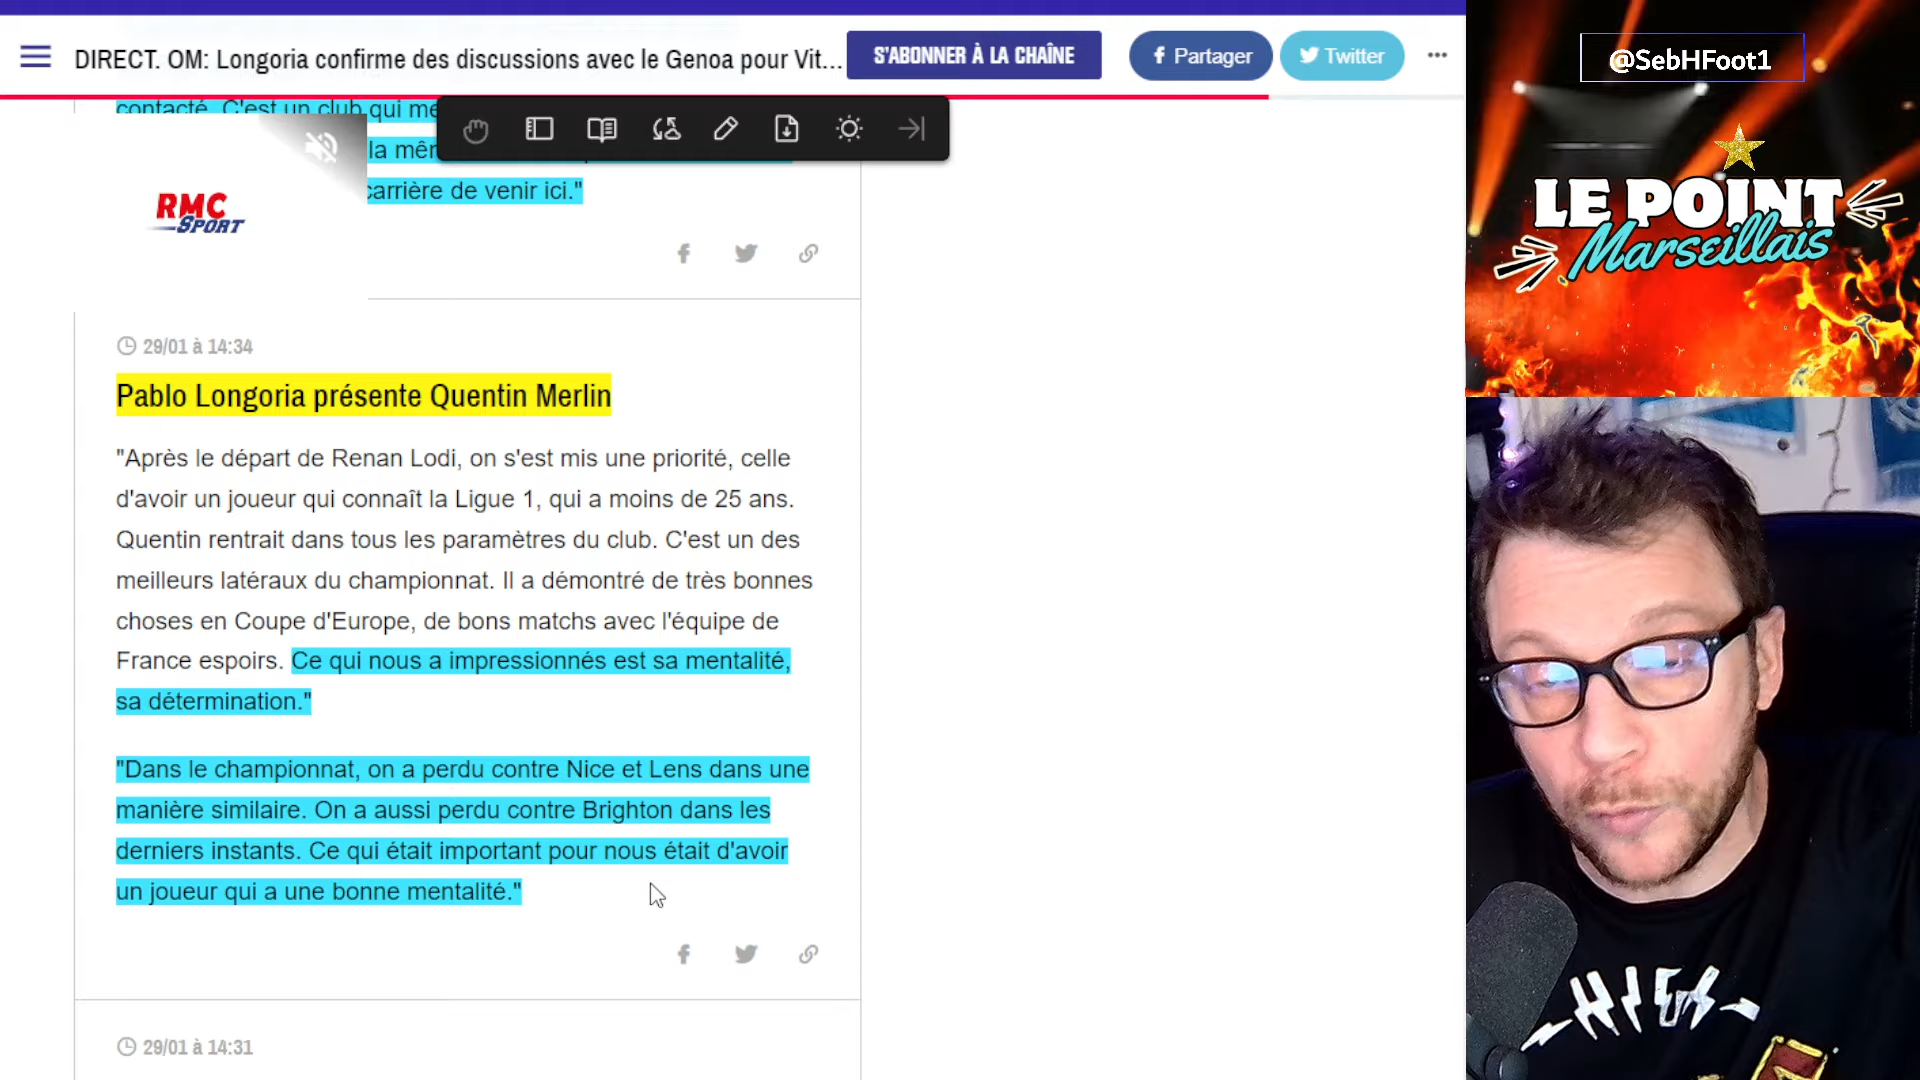 DIRECT. OM: Longoria confirme des discussions avec le Genoa pour Vit...
S'ABONNER À LA CHAÎNE
Partager
Twitter
@SebHFoot1
contacté. C'est un club qui me
la mêm
carrière de venir ici."
RMC
SPORT
LE POINT
Marseillais
29/01 à 14:34
Pablo Longoria présente Quentin Merlin
"Après le départ de Renan Lodi, on s'est mis une priorité, celle
d'avoir un joueur qui connaît la Ligue 1, qui a moins de 25 ans.
Quentin rentrait dans tous les paramètres du club. C'est un des
meilleurs latéraux du championnat. Il a démontré de très bonnes
choses en Coupe d'Europe, de bons matchs avec l'équipe de
France espoirs. Ce qui nous a impressionnés est sa mentalité,
sa détermination."
"Dans le championnat, on a perdu contre Nice et Lens dans une
manière similaire. On a aussi perdu contre Brighton dans les
derniers instants. Ce qui était important pour nous était d'avoir
un joueur qui a une bonne mentalité."
29/01 à 14:31